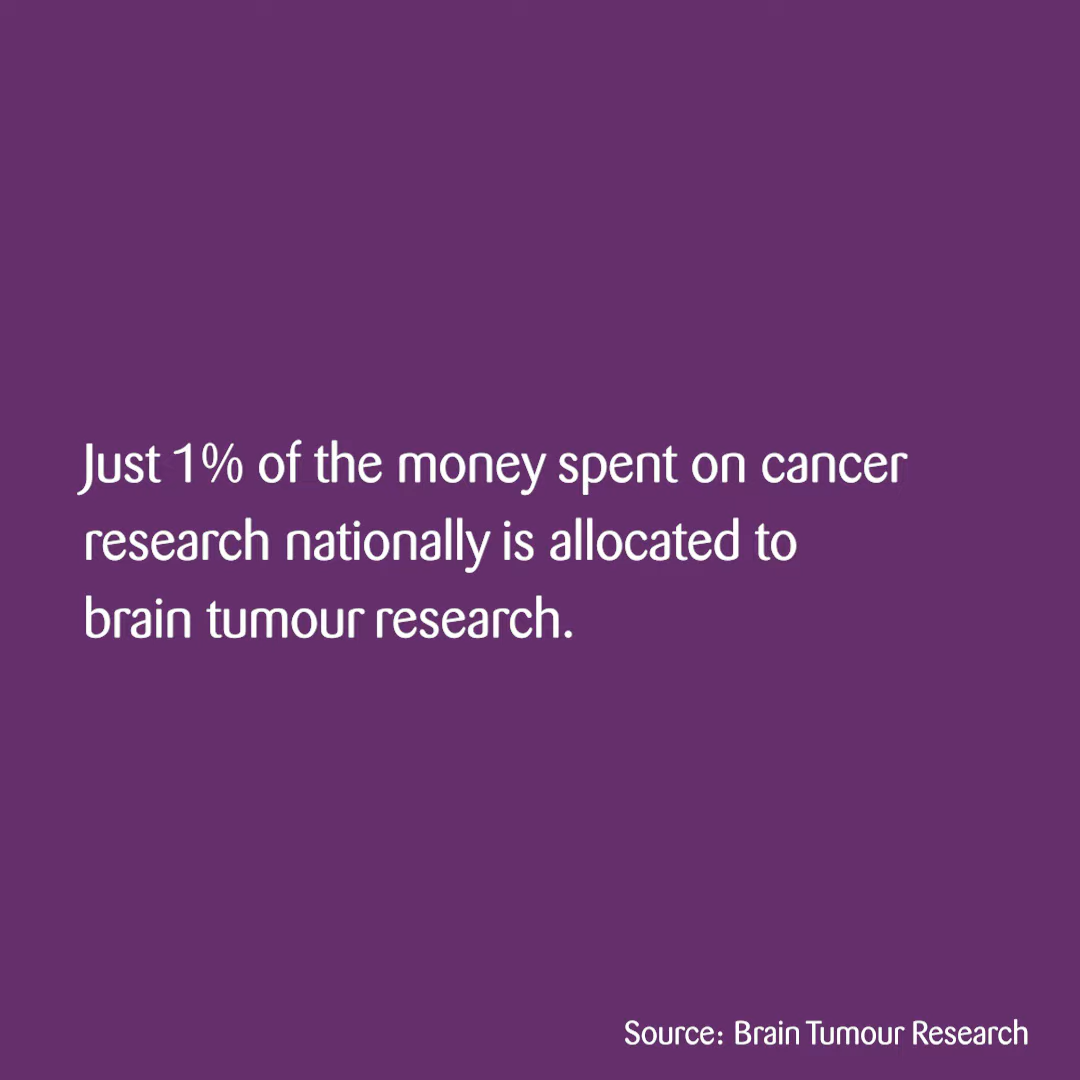 Just 1% of the money spent on cancer
research nationally is allocated to
brain tumour research.
Source: Brain Tumour Research